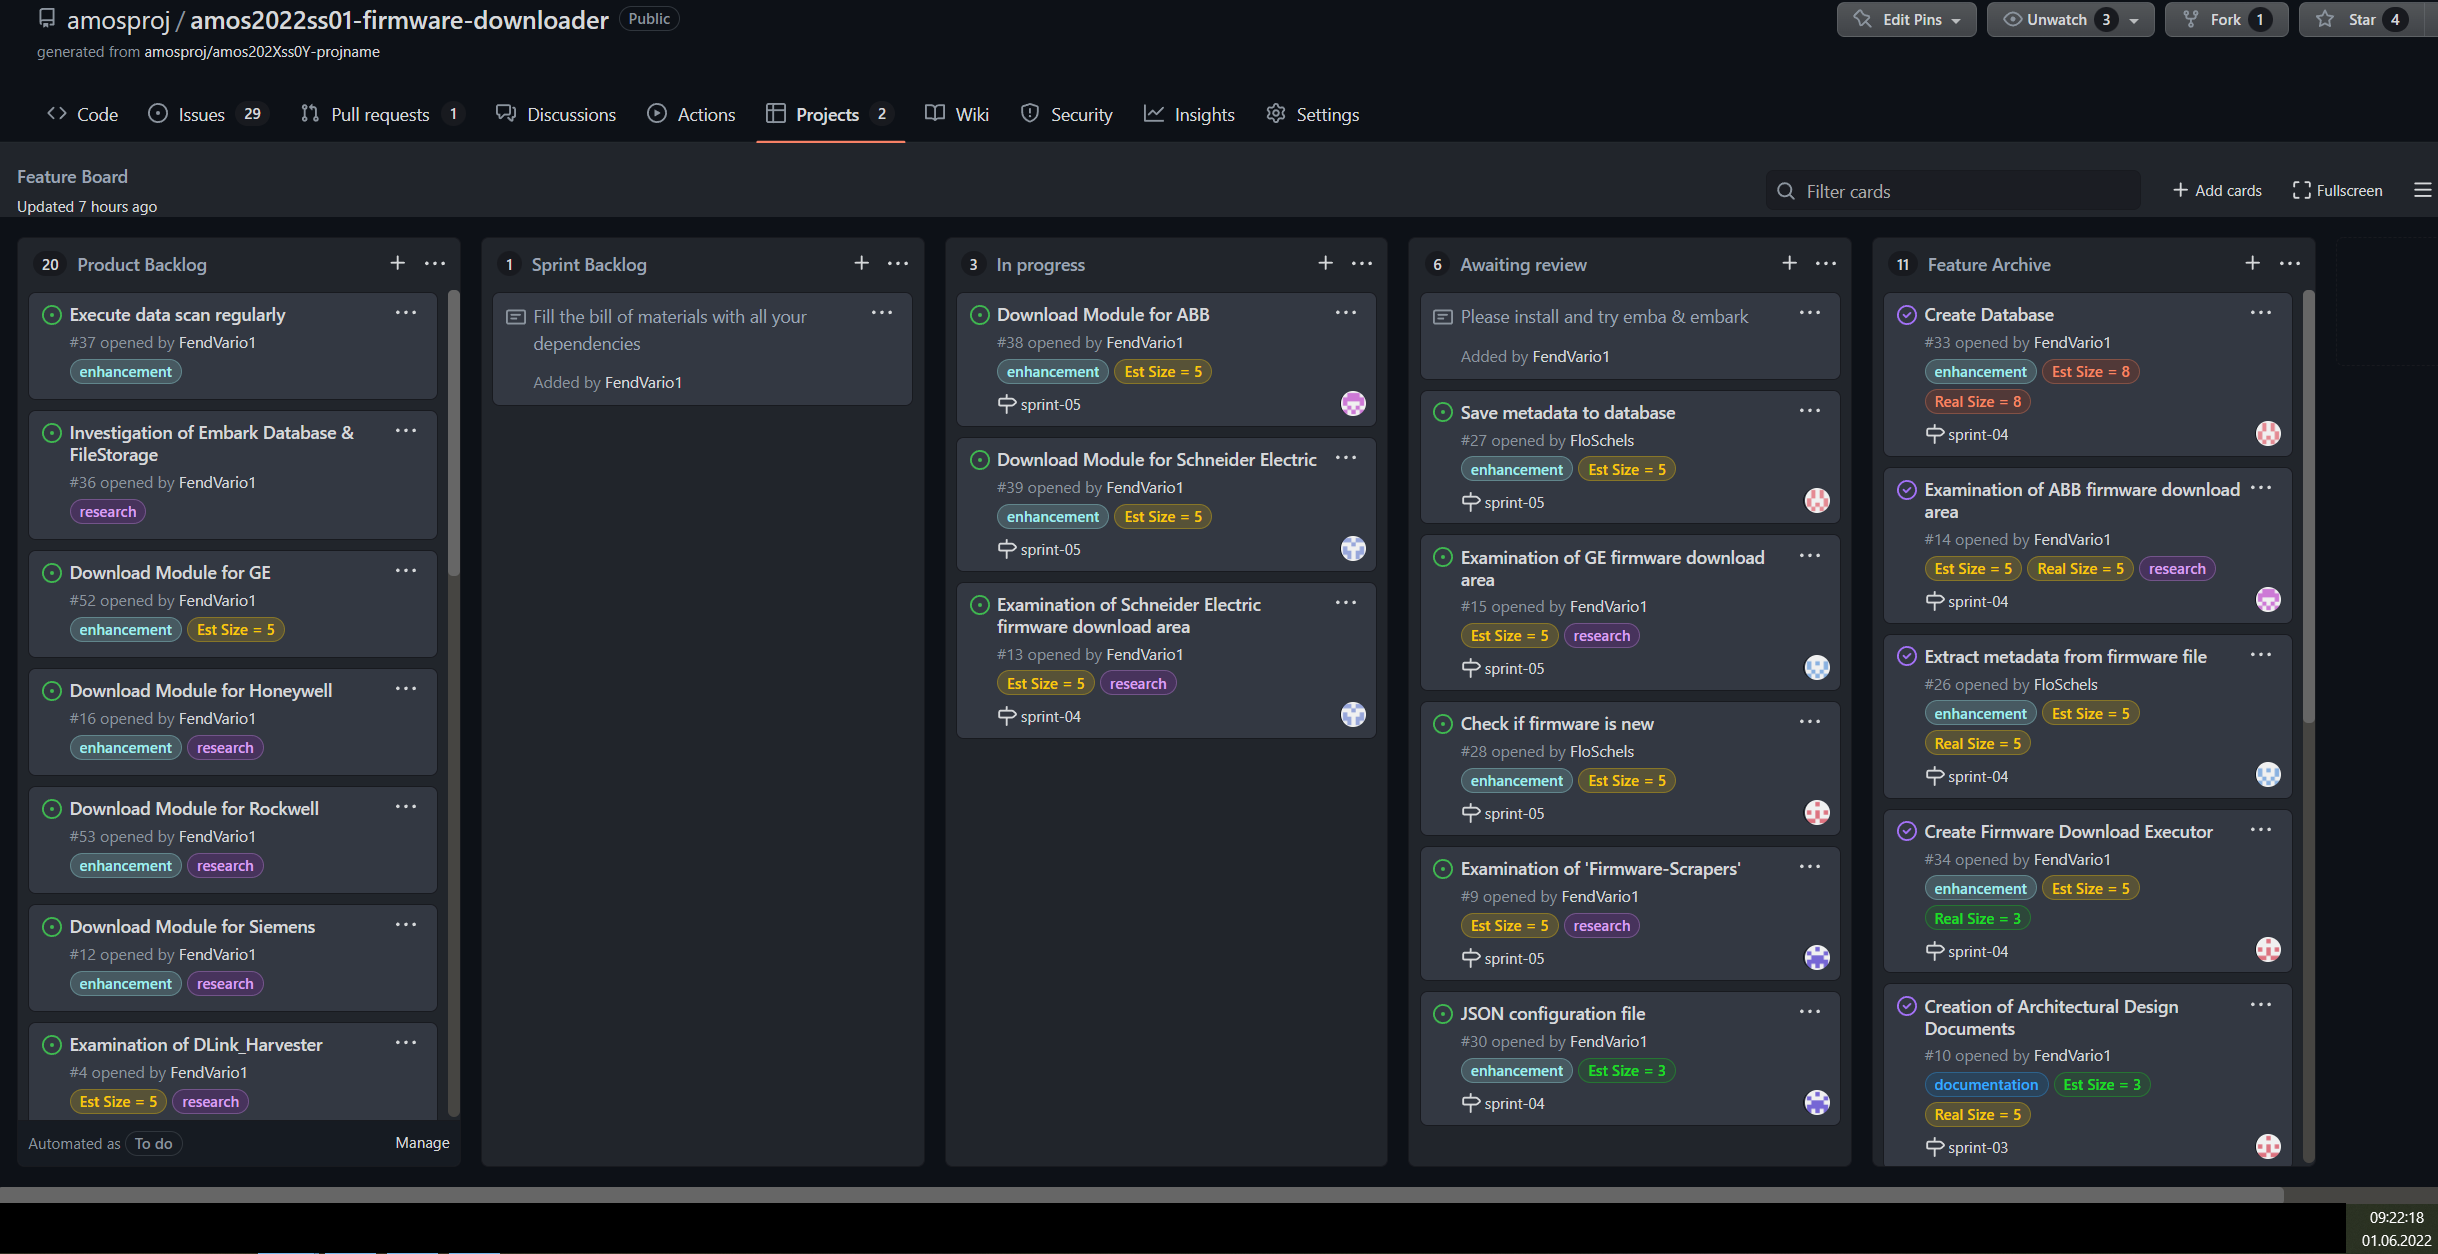 amosproj / amos2022ss01-firmware-downloader Public
generated from amosproj/amos202Xss0Y-projname
Edit Pins
Unwatch 3
Fork 1
Star 4
Code
Issues 29
Pull requests 1
Discussions
Actions
Projects 2
Wiki
Security
Insights
Settings
Feature Board
Updated 7 hours ago
Filter cards
+ Add cards
Fullscreen
20 Product Backlog + ...
Execute data scan regularly ...
#37 opened by FendVario1
enhancement
Investigation of Embark Database & ...
FileStorage
#36 opened by FendVario1
research
Download Module for GE ...
#52 opened by FendVario1
enhancement Est Size = 5
Download Module for Honeywell ...
#16 opened by FendVario1
enhancement research
Download Module for Rockwell ...
#53 opened by FendVario1
enhancement research
Download Module for Siemens ...
#12 opened by FendVario1
enhancement research
Examination of DLink_Harvester ...
#4 opened by FendVario1
Est Size = 5 research
Automated as To do Manage
1 Sprint Backlog + ...
Fill the bill of materials with all your ...
dependencies
Added by FendVario1
3 In progress + ...
Download Module for ABB ...
#38 opened by FendVario1
enhancement Est Size = 5
sprint-05
Download Module for Schneider Electric ...
#39 opened by FendVario1
enhancement Est Size = 5
sprint-05
Examination of Schneider Electric ...
firmware download area
#13 opened by FendVario1
Est Size = 5 research
sprint-04
6 Awaiting review + ...
Please install and try emba & embark ...
Added by FendVario1
Save metadata to database ...
#27 opened by FloSchels
enhancement Est Size = 5
sprint-05
Examination of GE firmware download ...
area
#15 opened by FendVario1
Est Size = 5 research
sprint-05
Check if firmware is new ...
#28 opened by FloSchels
enhancement Est Size = 5
sprint-05
Examination of 'Firmware-Scrapers' ...
#9 opened by FendVario1
Est Size = 5 research
sprint-05
JSON configuration file ...
#30 opened by FendVario1
enhancement Est Size = 3
sprint-04
11 Feature Archive + ...
Create Database ...
#33 opened by FendVario1
enhancement Est Size = 8
Real Size = 8
sprint-04
Examination of ABB firmware download ...
area
#14 opened by FendVario1
Est Size = 5 Real Size = 5 research
sprint-04
Extract metadata from firmware file ...
#26 opened by FloSchels
enhancement Est Size = 5
Real Size = 5
sprint-04
Create Firmware Download Executor ...
#34 opened by FendVario1
enhancement Est Size = 5
Real Size = 3
sprint-04
Creation of Architectural Design ...
Documents
#10 opened by FendVario1
documentation Est Size = 3
Real Size = 5
sprint-03
09:22:18
01.06.2022